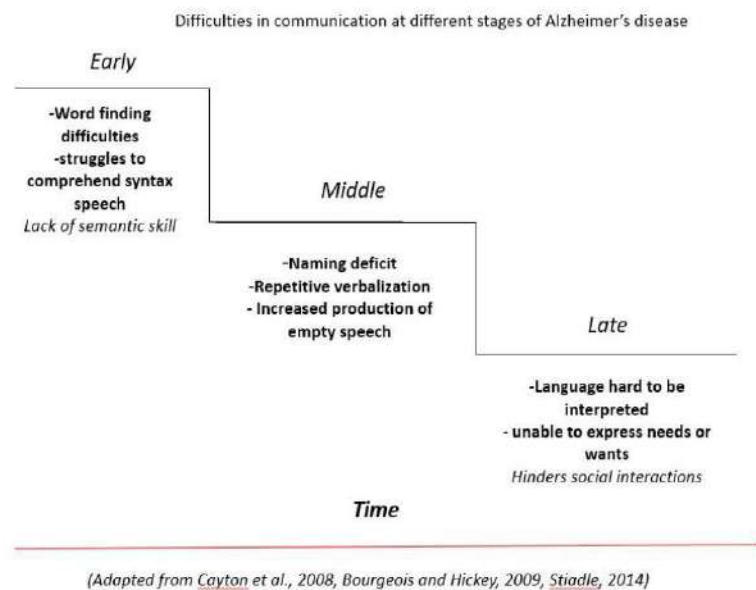 Difficulties in communication at different stages of Alzheimer's disease
Early
-Word finding
difficulties
-struggles to
comprehend syntax
speech
Lack of semantic skill
Middle
-Naming deficit
-Repetitive verbalization
- Increased production of
empty speech
Late
-Language hard to be
interpreted
- unable to express needs or
wants
Hinders social interactions
Time
(Adapted from Cayton et al., 2008, Bourgeois and Hickey, 2009, Stiadle, 2014)